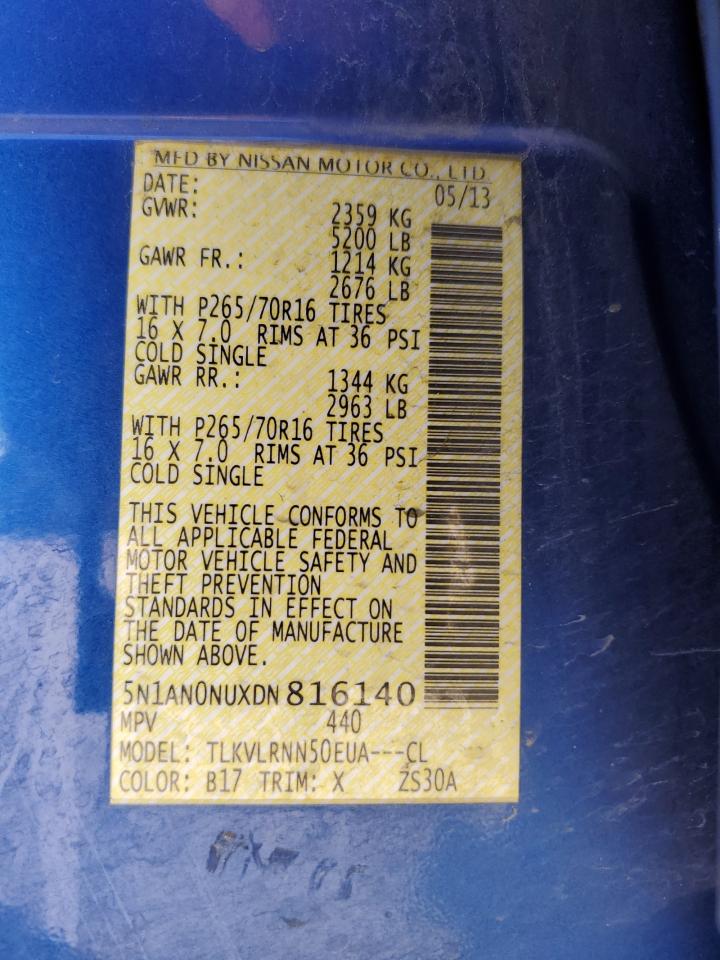 MFD BY NISSAN MOTOR CO., LTD
DATE: 05/13
GVWR: 2359 KG
5200 LB
GAWR FR.: 1214 KG
2676 LB
WITH P265/70R16 TIRES
16 X 7.0 RIMS AT 36 PSI
COLD SINGLE
GAWR RR.: 1344 KG
2963 LB
WITH P265/70R16 TIRES
16 X 7.0 RIMS AT 36 PSI
COLD SINGLE
THIS VEHICLE CONFORMS TO
ALL APPLICABLE FEDERAL
MOTOR VEHICLE SAFETY AND
THEFT PREVENTION
STANDARDS IN EFFECT ON
THE DATE OF MANUFACTURE
SHOWN ABOVE.
5N1AN0NUXDN 816140
MPV 440
MODEL: TLKVLRNN50EUA---CL
COLOR: B17 TRIM: X ZS30A